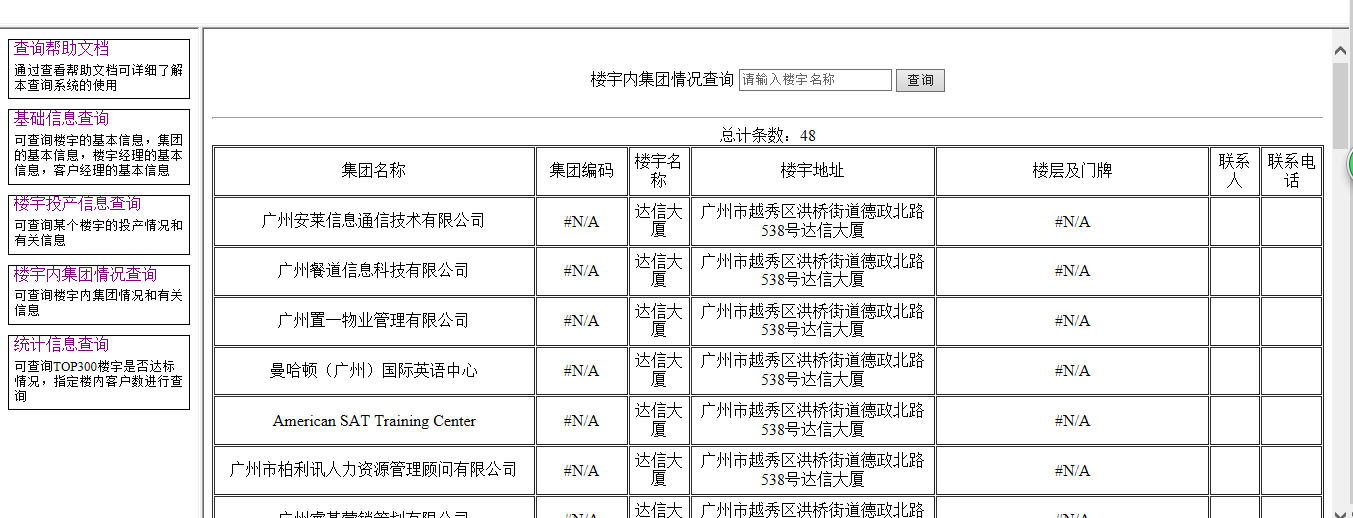 查询帮助文档
通过查看帮助文档可详细了解
本查询系统的使用
基础信息查询
可查询楼宇的基本信息，集团
的基本信息，楼宇经理的基本
信息，客户经理的基本信息
楼宇投产信息查询
可查询某个楼宇的投产情况和
有关信息
楼宇内集团情况查询
可查询楼宇内集团情况和有关
信息
统计信息查询
可查询TOP300楼宇是否达标
情况，指定楼内客户数进行查
询
楼宇内集团情况查询 请输入楼宇名称 查询
总计条数：48
集团名称 集团编码 楼宇名称 楼宇地址 楼层及门牌 联系人 联系电话
广州安莱信息通信技术有限公司 #N/A 达信大厦 广州市越秀区洪桥街道德政北路538号达信大厦 #N/A
广州餐道信息科技有限公司 #N/A 达信大厦 广州市越秀区洪桥街道德政北路538号达信大厦 #N/A
广州置一物业管理有限公司 #N/A 达信大厦 广州市越秀区洪桥街道德政北路538号达信大厦 #N/A
曼哈顿（广州）国际英语中心 #N/A 达信大厦 广州市越秀区洪桥街道德政北路538号达信大厦 #N/A
American SAT Training Center #N/A 达信大厦 广州市越秀区洪桥街道德政北路538号达信大厦 #N/A
广州市柏利讯人力资源管理顾问有限公司 #N/A 达信大厦 广州市越秀区洪桥街道德政北路538号达信大厦 #N/A
达信大 广州市越秀区洪桥街道德政北路 #N/A